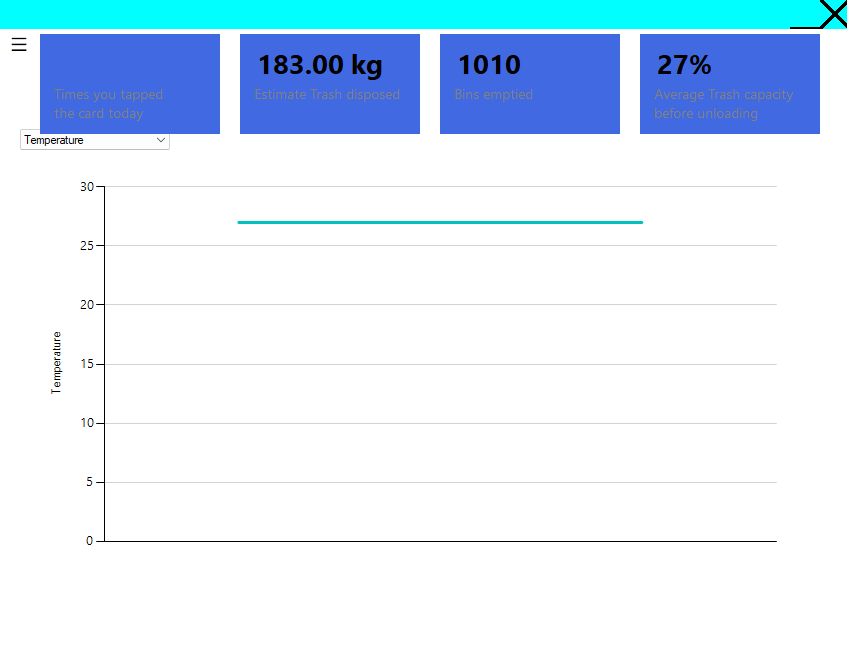 183.00 kg
1010
27%
Times you tapped
the card today
Estimate Trash disposed
Bins emptied
Average Trash capacity
before unloading
Temperature
30
25
20
15
10
5
0
Temperature